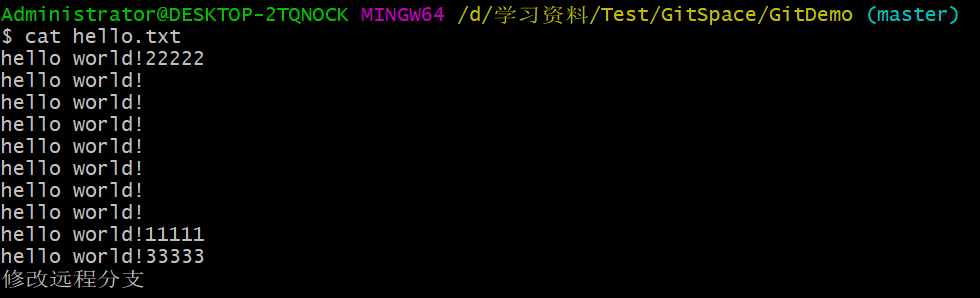 Administrator@DESKTOP-2TQNOCK MINGW64 /d/学习资料/Test/GitSpace/GitDemo (master)
$ cat hello.txt
hello world!22222
hello world!
hello world!
hello world!
hello world!
hello world!
hello world!
hello world!
hello world!11111
hello world!33333
修改远程分支